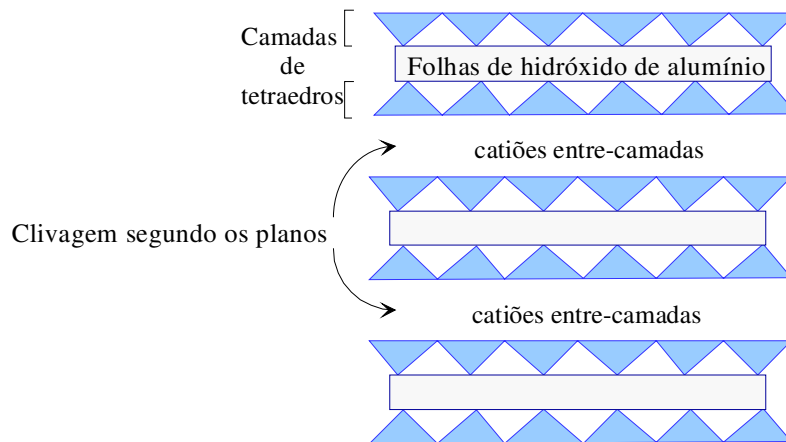 Camadas
de
tetraedros
Folhas de hidróxido de alumínio
catiões entre-camadas
Clivagem segundo os planos
catiões entre-camadas